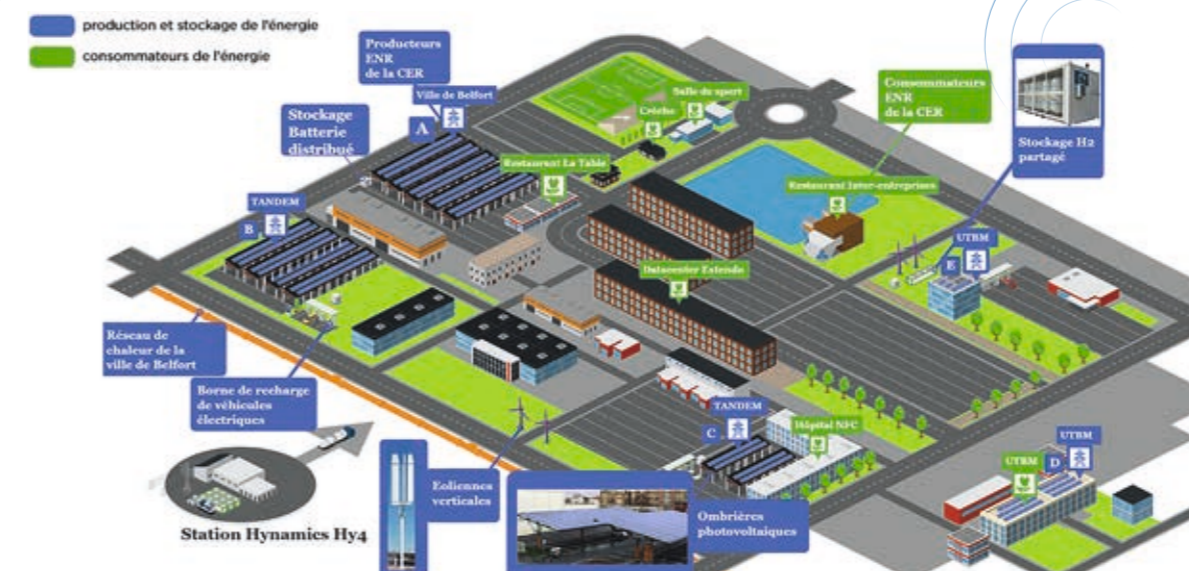 production et stockage de l'énergie
consommateurs de l'énergie
Producteurs
ENR
de la CER
Ville de Belfort
A
Stockage
Batterie
distribué
Crèche
Salle du sport
Consommateurs
ENR
de la CER
Stockage H2
partagé
Restaurant La Table
Restaurant Inter-entreprises
TANDEM
B
UTBM
E
Datacenter Extendo
Réseau de
chaleur de la
ville de Belfort
Borne de recharge
de véhicules
électriques
TANDEM
C
Hôpital NFC
UTBM
D
UTBM
Eoliennes
verticales
Ombrières
photovoltaïques
Station Hynamics Hy4